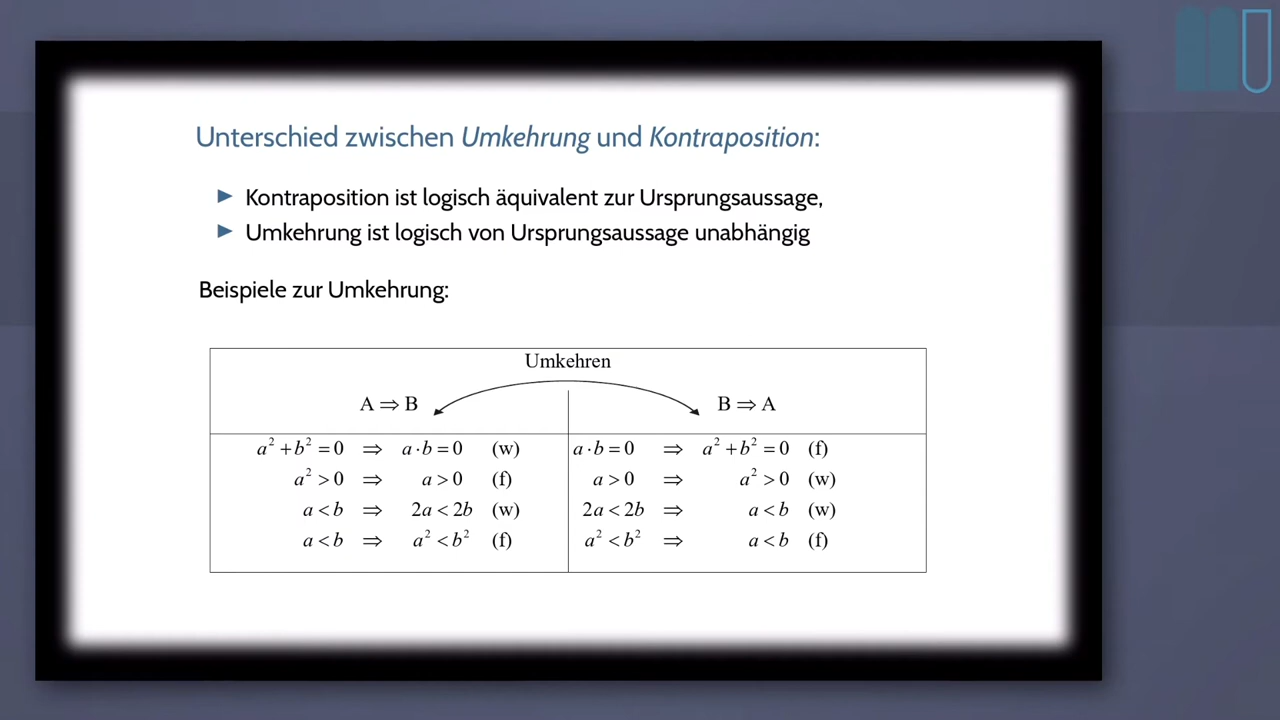 Unterschied zwischen Umkehrung und Kontraposition:
► Kontraposition ist logisch äquivalent zur Ursprungsaussage,
► Umkehrung ist logisch von Ursprungsaussage unabhängig
Beispiele zur Umkehrung:
Umkehren
A ⇒ B B ⇒ A
a² + b² = 0 ⇒ a · b = 0 (w) a · b = 0 ⇒ a² + b² = 0 (f)
a² > 0 ⇒ a > 0 (f) a > 0 ⇒ a² > 0 (w)
a < b ⇒ 2a < 2b (w) 2a < 2b ⇒ a < b (w)
a < b ⇒ a² < b² (f) a² < b² ⇒ a < b (f)